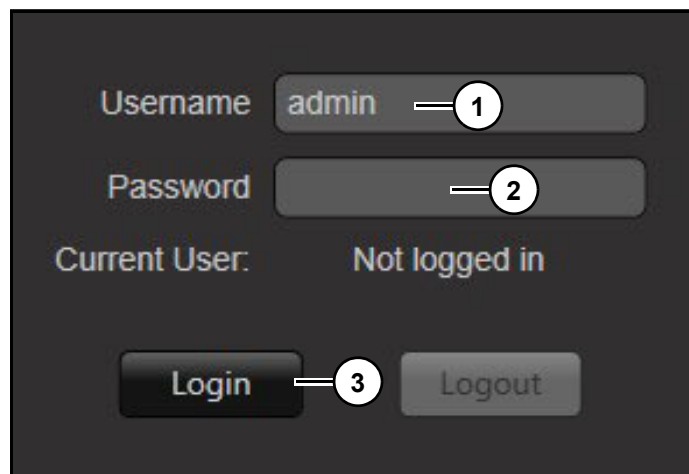 Username admin 1
Password 2
Current User: Not logged in
Login 3 Logout